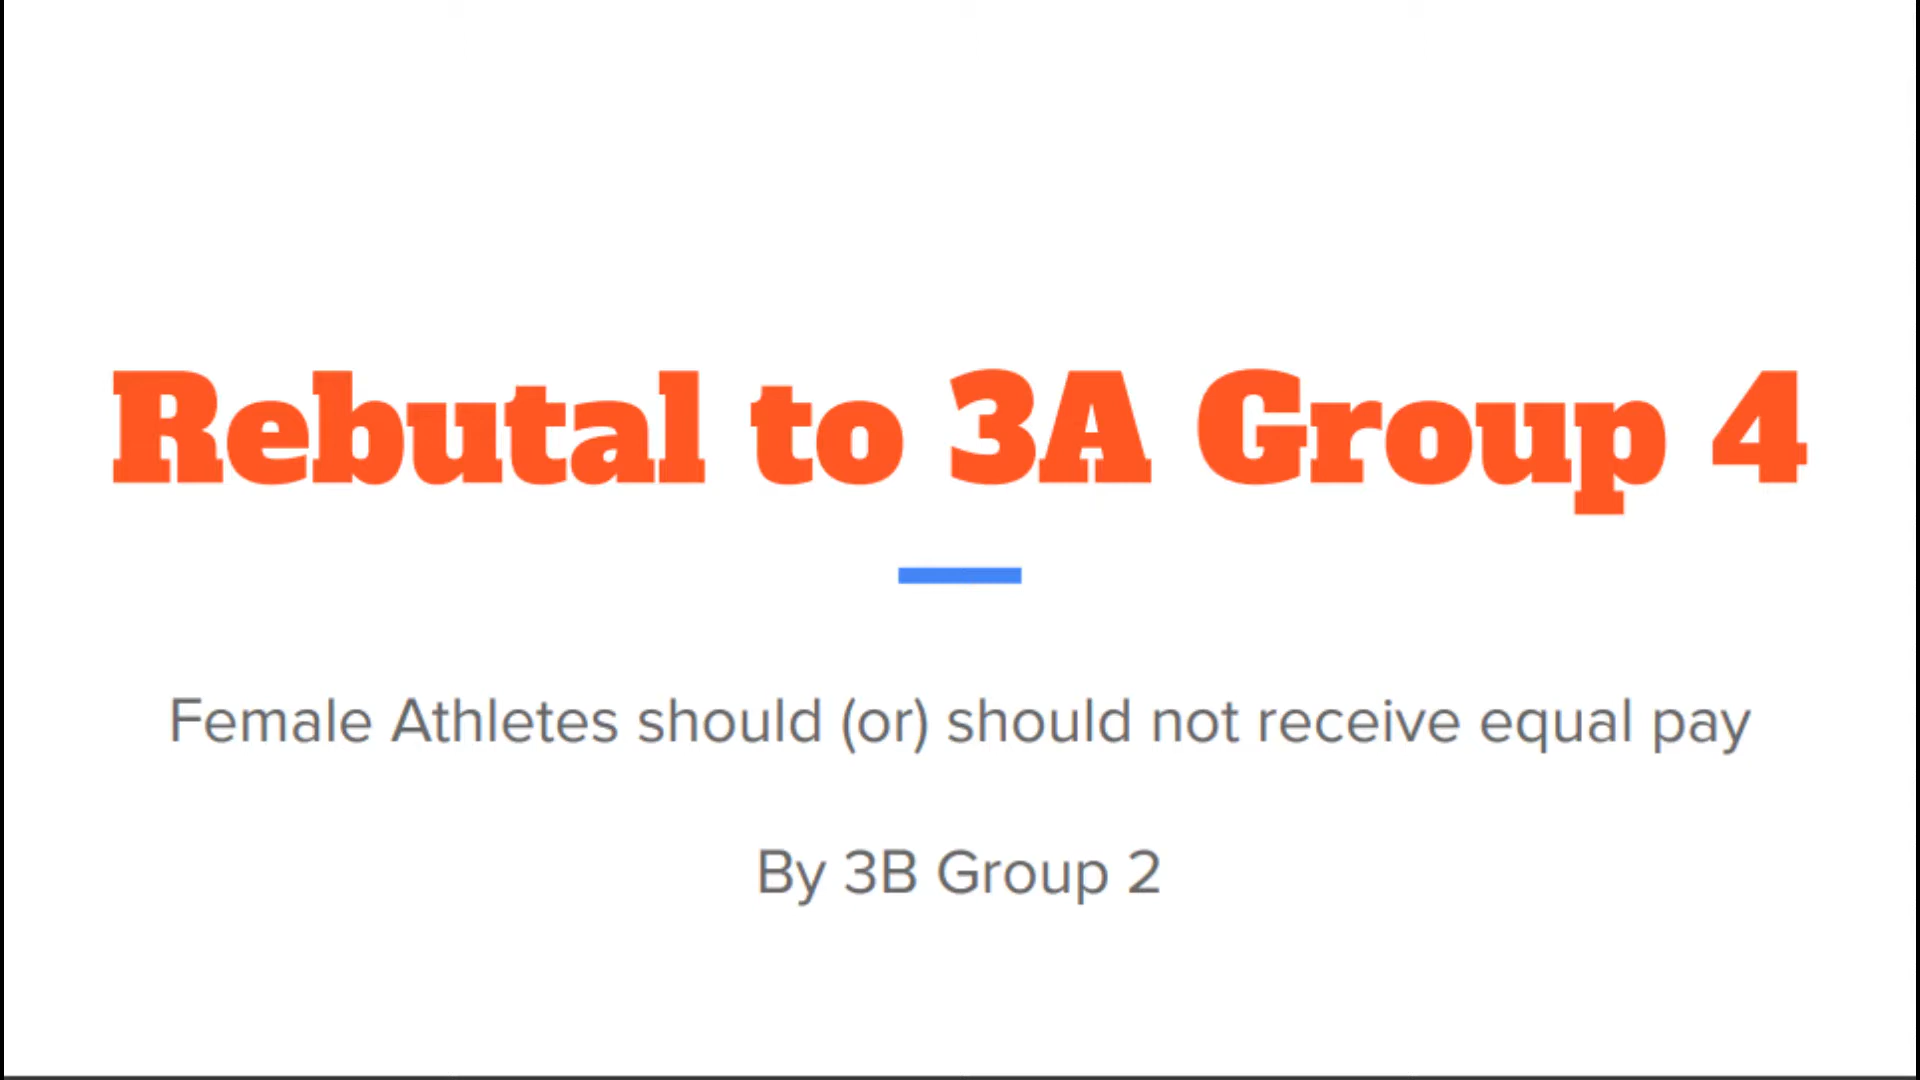 Rebutal to 3A Group 4
Female Athletes should (or) should not receive equal pay
By 3B Group 2